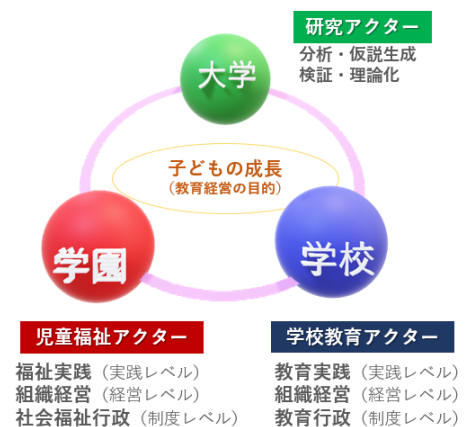 研究アクター
分析・仮説生成
検証・理論化
大学
子どもの成長
（教育経営の目的）
学園
学校
児童福祉アクター
福祉実践（実践レベル）
組織経営（経営レベル）
社会福祉行政（制度レベル）
学校教育アクター
教育実践（実践レベル）
組織経営（経営レベル）
教育行政（制度レベル）